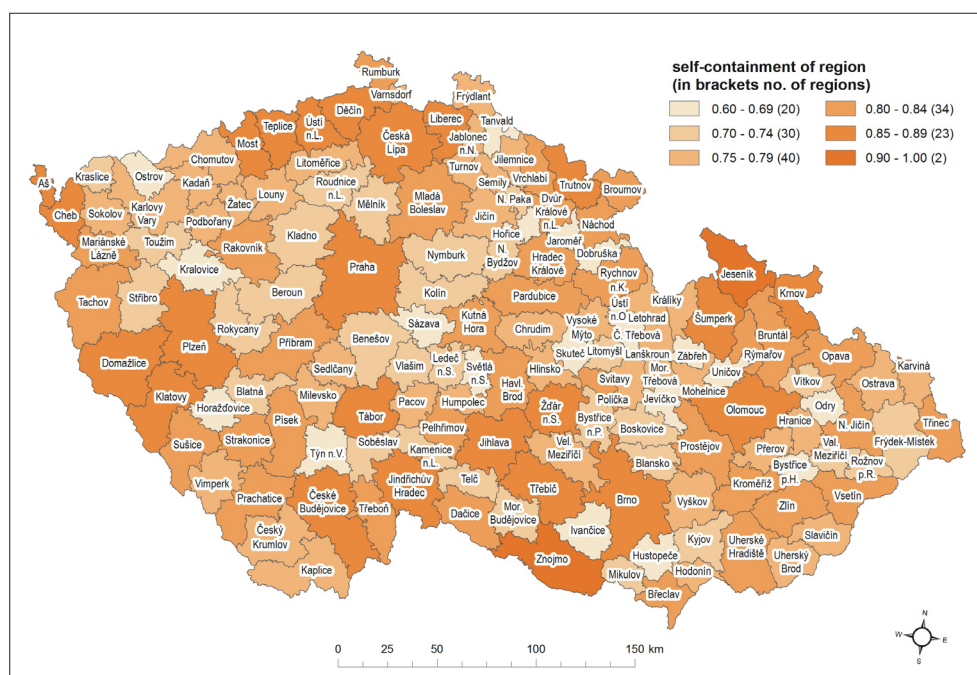 self-containment of region
(in brackets no. of regions)
0.60 - 0.69 (20)
0.70 - 0.74 (30)
0.75 - 0.79 (40)
0.80 - 0.84 (34)
0.85 - 0.89 (23)
0.90 - 1.00 (2)
Rumburk
Varnsdorf
Frýdlant
Děčín
Ústí
n.L.
Teplice
Liberec
Tanvald
Most
Česká
Lípa
Jablonec
n.N.
Chomutov
Litoměřice
Turnov
Jilemnice
Kraslice
Ostrov
Kadaň
Roudnice
n.L.
Semily
Vrchlabí
Trutnov
Aš
Louny
Mělník
Mladá
Boleslav
N. Paka
Dvůr
Králové
n.L.
Broumov
Cheb
Sokolov
Karlovy
Vary
Žatec
Podbořany
Jičín
Hořice
Náchod
Mariánské
Lázně
Toužim
Rakovník
Kladno
N.
Bydžov
Jaroměř
Dobruška
Kralovice
Praha
Nymburk
Hradec
Králové
Jeseník
Tachov
Stříbro
Beroun
Kolín
Pardubice
Rychnov
n.K.
Krnov
Rokycany
Sázava
Kutná
Hora
Chrudim
Vysoké
Mýto
Ústí
n.O.
Letohrad
Králíky
Šumperk
Plzeň
Příbram
Benešov
Č. Třebová
Bruntál
Domažlice
Sedlčany
Vlašim
Ledeč
n.S.
Světlá
n.S.
Skuteč
Litomyšl
Lanškroun
Zábřeh
Rýmařov
Opava
Klatovy
Blatná
Milevsko
Hlinsko
Mor.
Třebová
Uničov
Karviná
Horažďovice
Pacov
Humpolec
Havl.
Brod
Svitavy
Mohelnice
Vítkov
Ostrava
Písek
Tábor
Žďár
n.S.
Polička
Jevíčko
Olomouc
Odry
Sušice
Strakonice
Soběslav
Pelhřimov
Jihlava
Bystřice
n.P.
Boskovice
Hranice
N. Jičín
Třinec
Týn n.V.
Kamenice
n.L.
Vel.
Meziříčí
Prostějov
Přerov
Val.
Meziříčí
Frýdek-Místek
Vimperk
Jindřichův
Hradec
Telč
Blansko
Bystřice
p.H.
Rožnov
p.R.
Prachatice
České
Budějovice
Třeboň
Třebíč
Brno
Kroměříž
Vsetín
Dačice
Mor.
Budějovice
Vyškov
Zlín
Český
Krumlov
Ivančice
Kyjov
Uherské
Hradiště
Slavičín
Kaplice
Znojmo
Hustopeče
Uherský
Brod
Mikulov
Hodonín
Břeclav
N
W
E
S
0
25
50
100
150 km